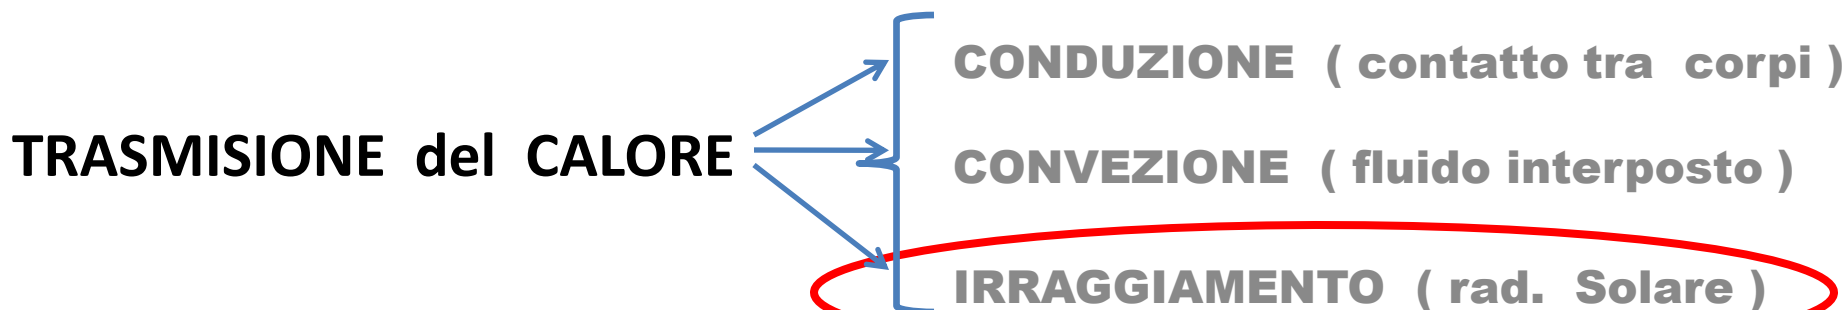 CONDUZIONE ( contatto tra corpi )
TRASMISIONE del CALORE
CONVEZIONE ( fluido interposto )
IRRAGGIAMENTO ( rad. Solare )